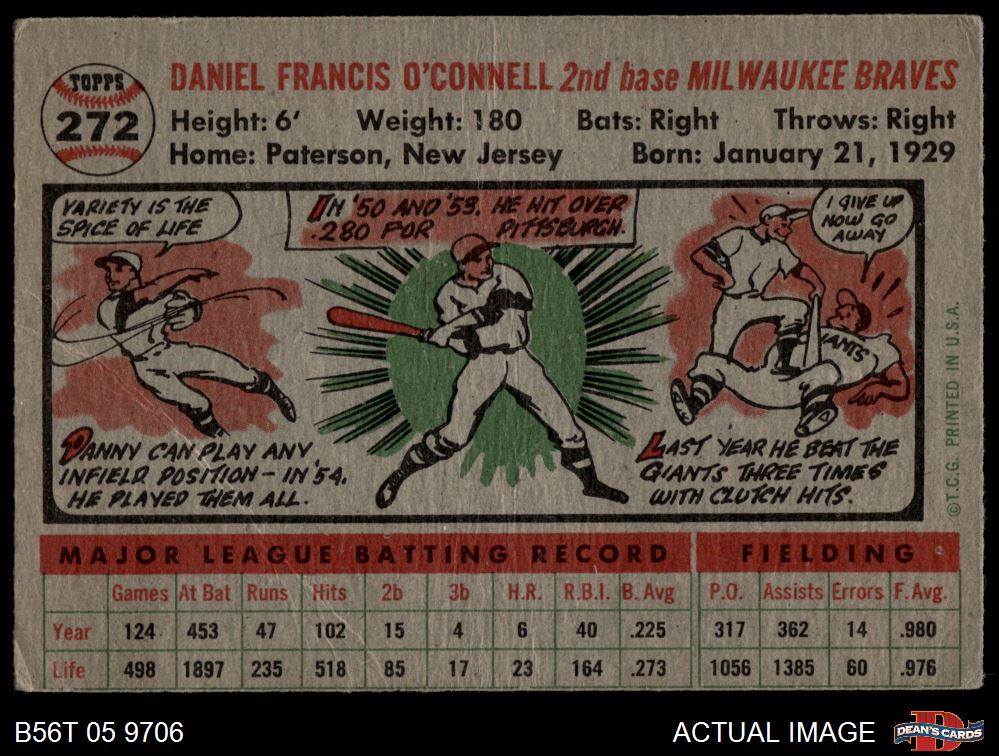 TOPPS
272
DANIEL FRANCIS O'CONNELL 2nd base MILWAUKEE BRAVES
Height: 6' Weight: 180 Bats: Right Throws: Right
Home: Paterson, New Jersey Born: January 21, 1929
VARIETY IS THE
SPICE OF LIFE
IN '50 AND '53, HE HIT OVER
.280 FOR PITTSBURGH.
I GIVE UP
NOW GO
AWAY
GIANTS
DANNY CAN PLAY ANY
INFIELD POSITION - IN '54,
HE PLAYED THEM ALL.
LAST YEAR HE BEAT THE
GIANTS THREE TIMES
WITH CLUTCH HITS.
©T.C.G. PRINTED IN U.S.A.
MAJOR LEAGUE BATTING RECORD FIELDING
Games At Bat Runs Hits 2b 3b H.R. R.B.I. B. Avg P.O. Assists Errors F. Avg.
Year 124 453 47 102 15 4 6 40 .225 317 362 14 .980
Life 498 1897 235 518 85 17 23 164 .273 1056 1385 60 .976
B56T 05 9706 ACTUAL IMAGE DEAN'S CARDS